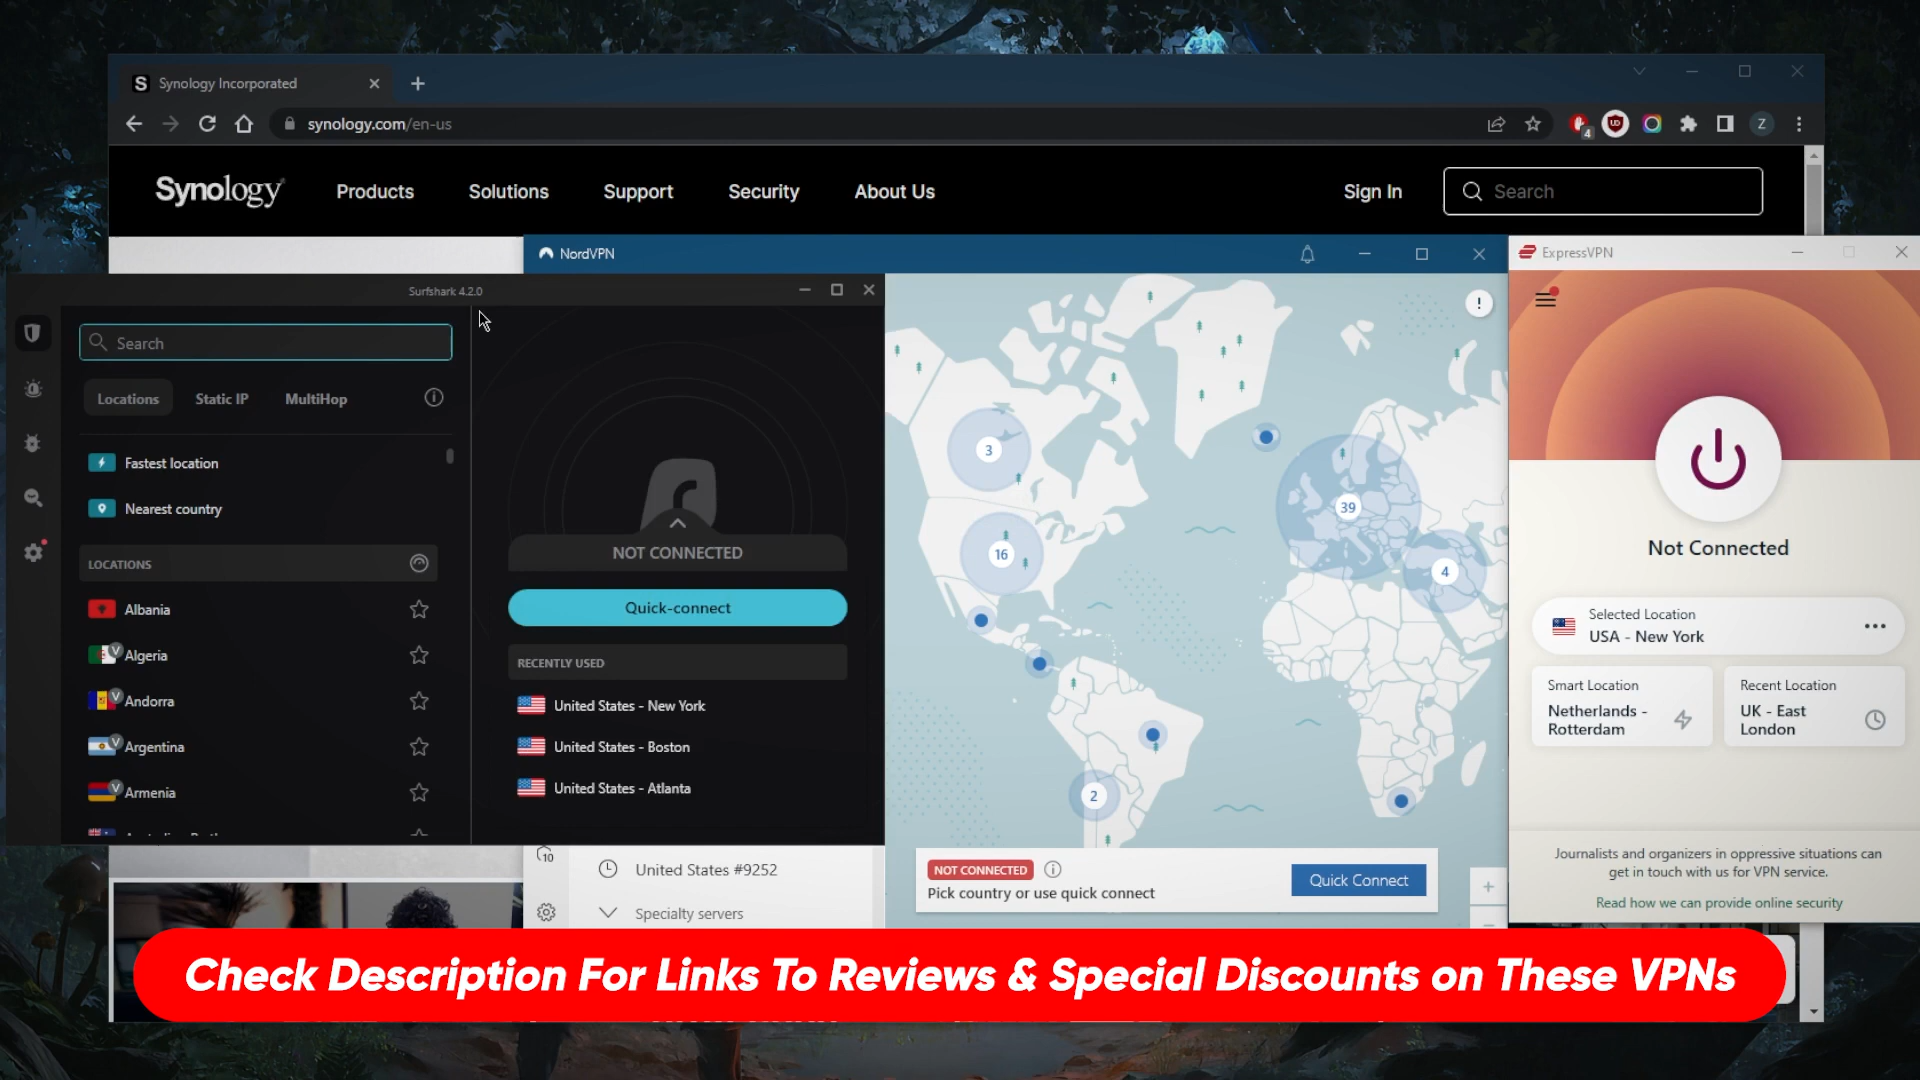 Synology Incorporated
synology.com/en-us
4
Z
Synology
Products
Solutions
Support
Security
About Us
Sign In
Search
NordVPN
ExpressVPN
Surfshark 4.2.0
Search
Locations
Static IP
MultiHop
Fastest location
Nearest country
LOCATIONS
Albania
Algeria
Andorra
Argentina
Armenia
NOT CONNECTED
Quick-connect
RECENTLY USED
United States - New York
United States - Boston
United States - Atlanta
3
16
39
4
2
10
United States #9252
Specialty servers
NOT CONNECTED
Pick country or use quick connect
Quick Connect
Not Connected
Selected Location
USA - New York
Smart Location
Netherlands -
Rotterdam
Recent Location
UK - East
London
Journalists and organizers in oppressive situations can
get in touch with us for VPN service.
Read how we can provide online security
Check Description For Links To Reviews & Special Discounts on These VPNs